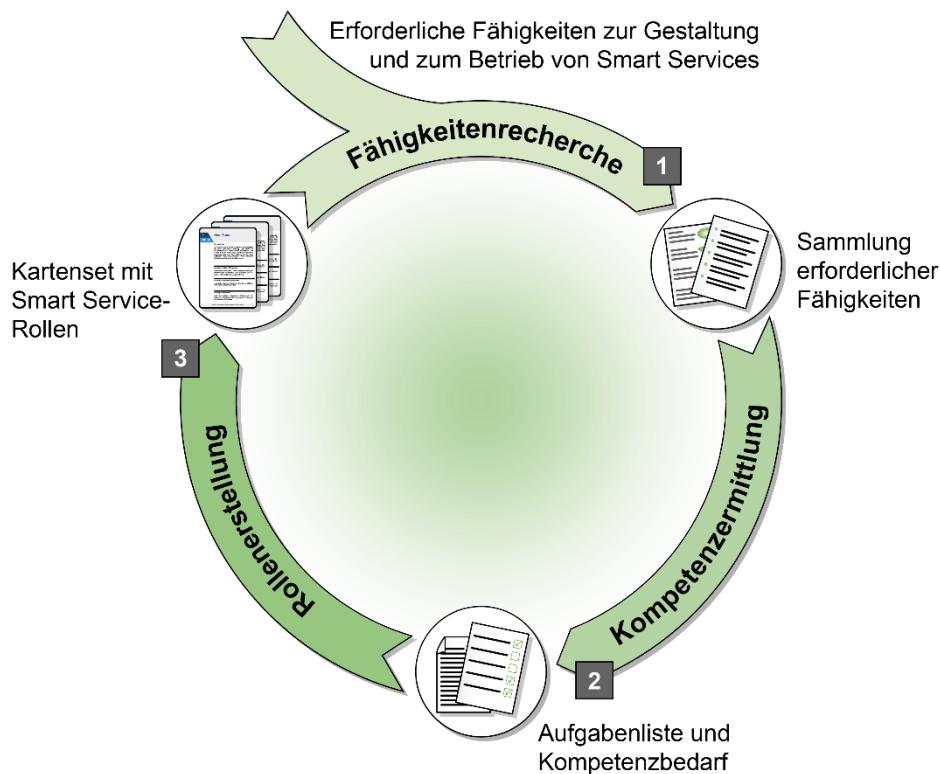 Erforderliche Fähigkeiten zur Gestaltung
und zum Betrieb von Smart Services
Fähigkeitenrecherche
1
Sammlung
erforderlicher
Fähigkeiten
Kompetenzermittlung
2
Aufgabenliste und
Kompetenzbedarf
Rollenerstellung
3
Kartenset mit
Smart Service-
Rollen